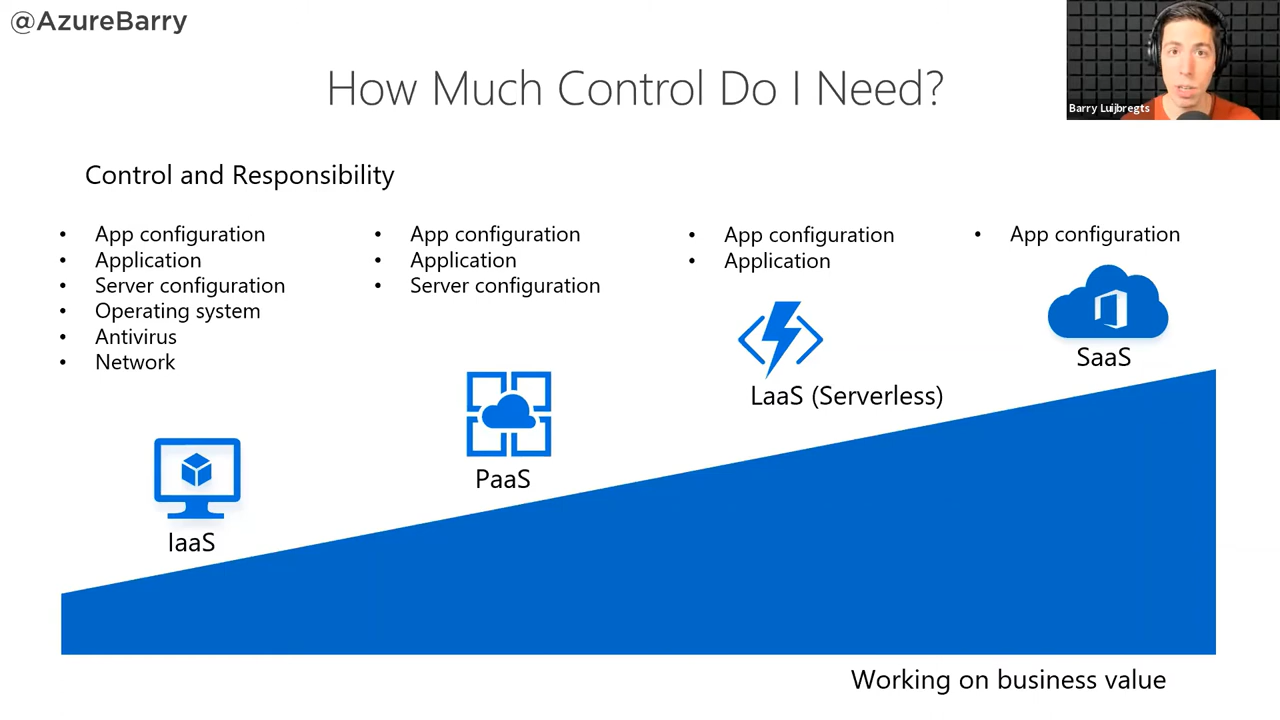 @AzureBarry
How Much Control Do I Need?
Barry Luijbregts
Control and Responsibility
• App configuration
• Application
• Server configuration
• Operating system
• Antivirus
• Network
• App configuration
• Application
• Server configuration
• App configuration
• Application
• App configuration
IaaS
PaaS
LaaS (Serverless)
SaaS
Working on business value